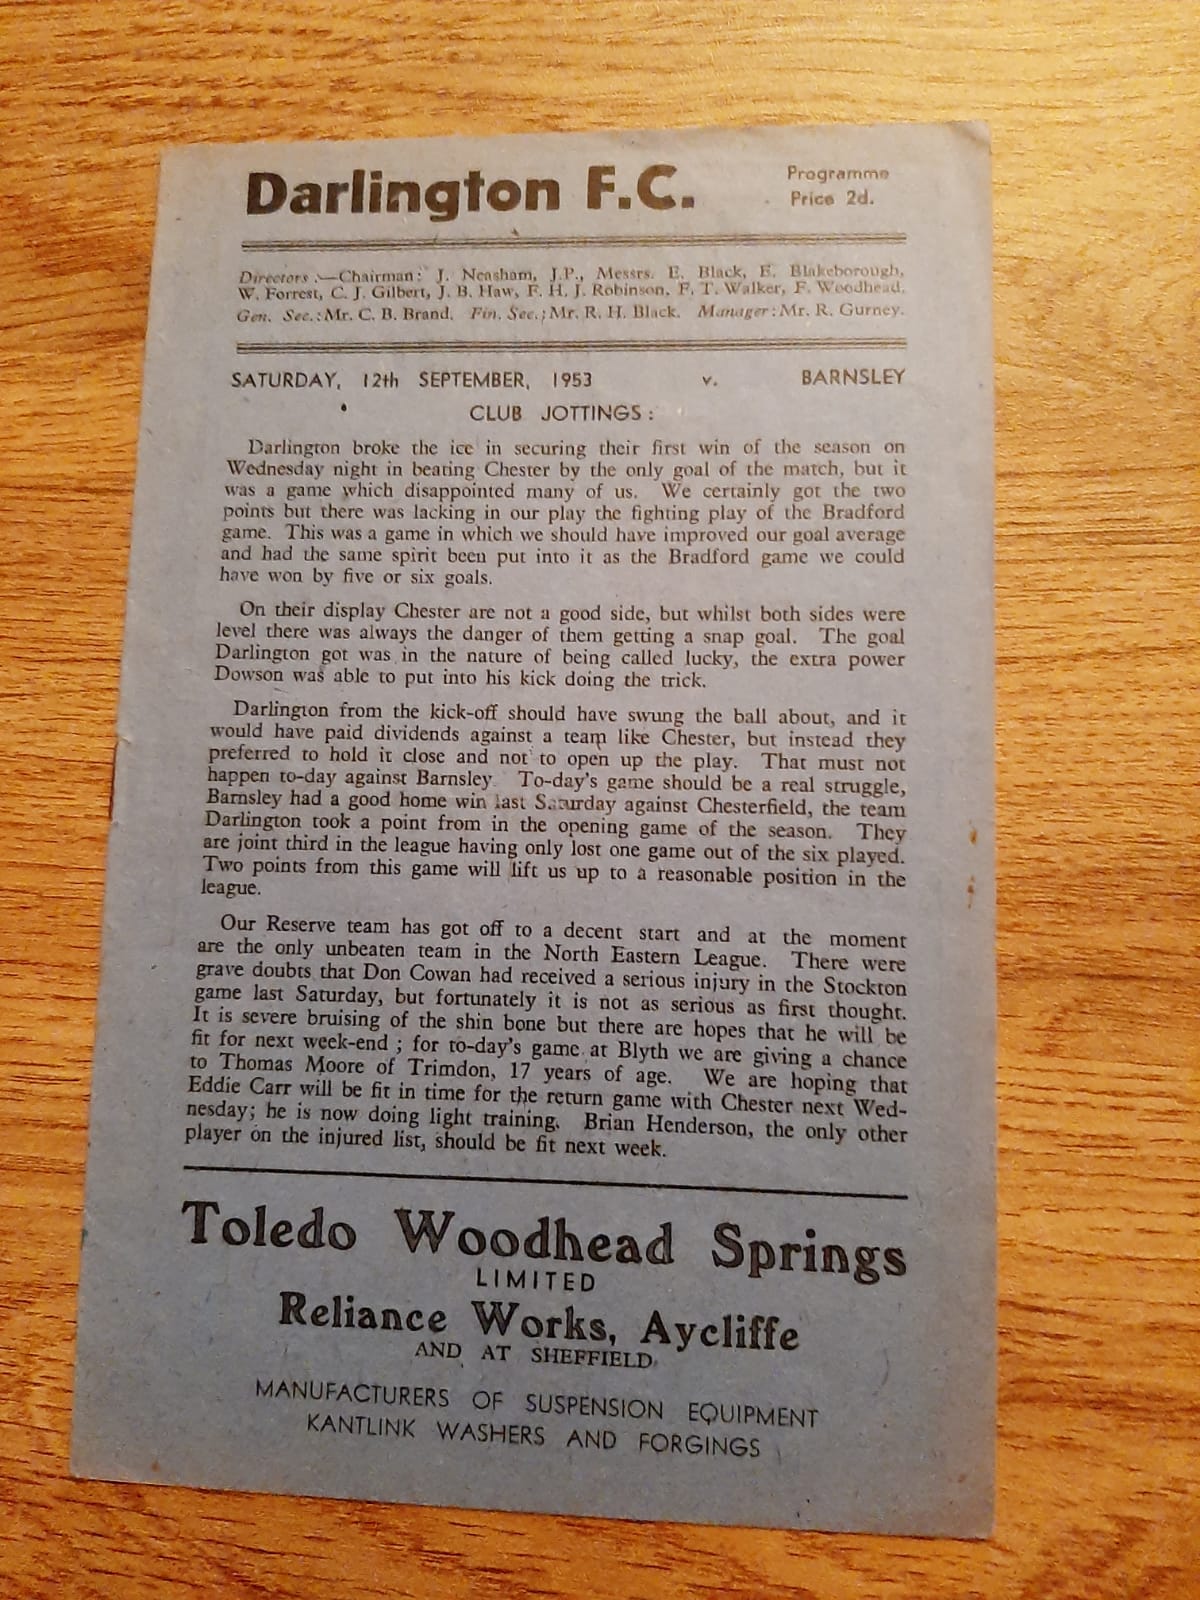 Darlington F.C.
Programme
Price 2d.
Directors :—Chairman: J. Neasham, J.P., Messrs. E. Black, E. Blakeborough,
W. Forrest, C. J. Gilbert, J. B. Haw, F. H. J. Robinson, F. T. Walker, F. Woodhead.
Gen. Sec.: Mr. C. B. Brand. Fin. Sec.; Mr. R. H. Black. Manager: Mr. R. Gurney.
SATURDAY, 12th SEPTEMBER, 1953 v. BARNSLEY
CLUB JOTTINGS :
Darlington broke the ice in securing their first win of the season on
Wednesday night in beating Chester by the only goal of the match, but it
was a game which disappointed many of us. We certainly got the two
points but there was lacking in our play the fighting play of the Bradford
game. This was a game in which we should have improved our goal average
and had the same spirit been put into it as the Bradford game we could
have won by five or six goals.
On their display Chester are not a good side, but whilst both sides were
level there was always the danger of them getting a snap goal. The goal
Darlington got was in the nature of being called lucky, the extra power
Dowson was able to put into his kick doing the trick.
Darlington from the kick-off should have swung the ball about, and it
would have paid dividends against a team like Chester, but instead they
preferred to hold it close and not to open up the play. That must not
happen to-day against Barnsley. To-day's game should be a real struggle,
Barnsley had a good home win last Saturday against Chesterfield, the team
Darlington took a point from in the opening game of the season. They
are joint third in the league having only lost one game out of the six played.
Two points from this game will lift us up to a reasonable position in the
league.
Our Reserve team has got off to a decent start and at the moment
are the only unbeaten team in the North Eastern League. There were
grave doubts that Don Cowan had received a serious injury in the Stockton
game last Saturday, but fortunately it is not as serious as first thought.
It is severe bruising of the shin bone but there are hopes that he will be
fit for next week-end ; for to-day's game at Blyth we are giving a chance
to Thomas Moore of Trimdon, 17 years of age. We are hoping that
Eddie Carr will be fit in time for the return game with Chester next Wed-
nesday; he is now doing light training. Brian Henderson, the only other
player on the injured list, should be fit next week.
Toledo Woodhead Springs
LIMITED
Reliance Works, Aycliffe
AND AT SHEFFIELD
MANUFACTURERS OF SUSPENSION EQUIPMENT
KANTLINK WASHERS AND FORGINGS